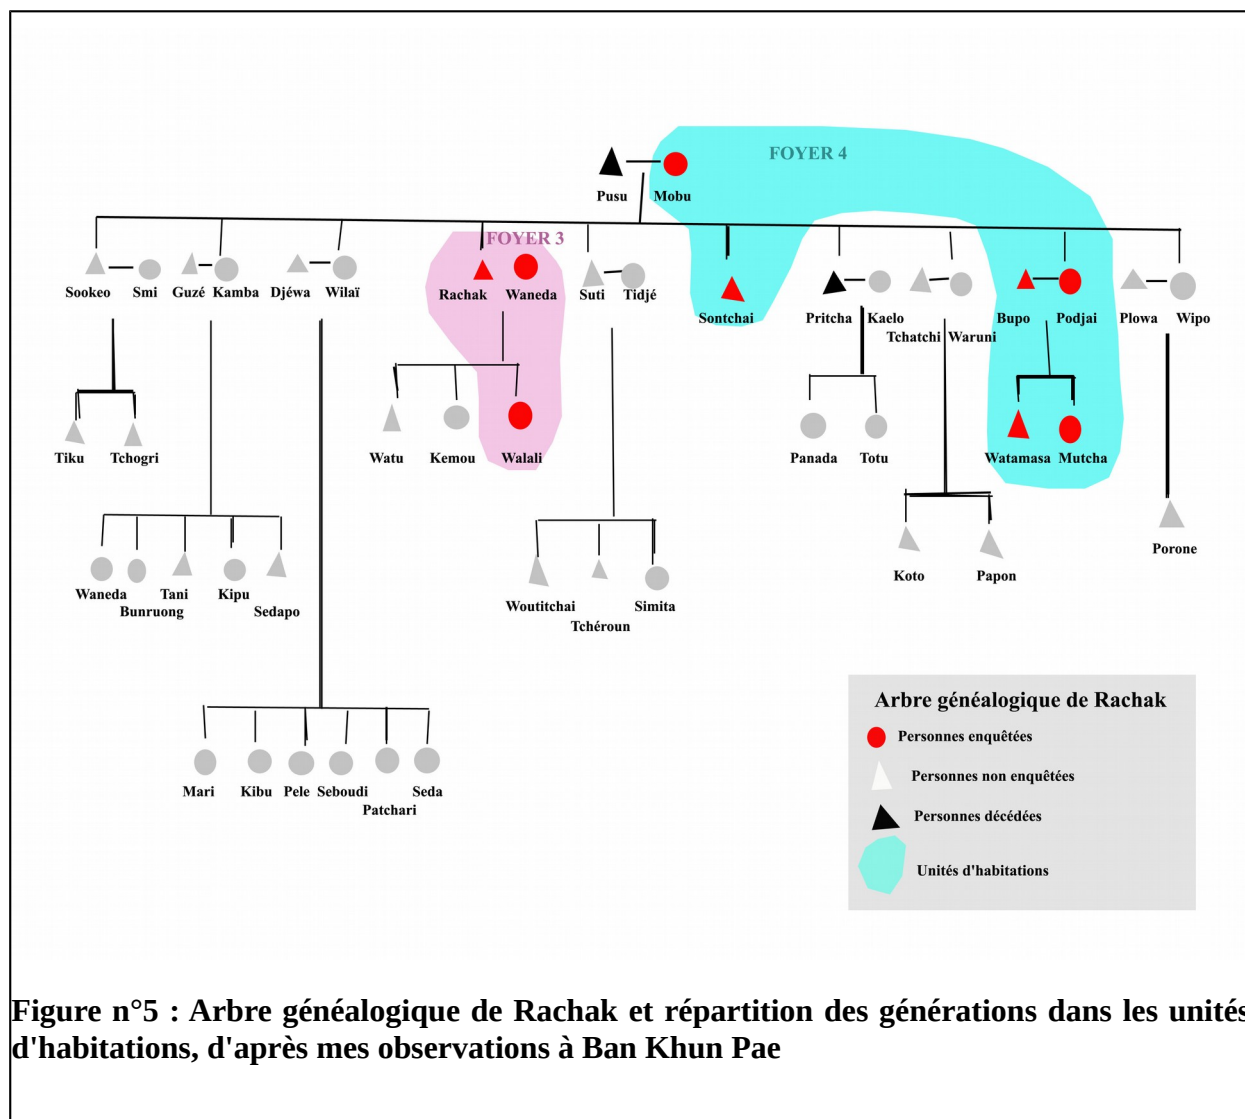 FOYER 4
Pusu Mobu
FOYER 3
Sookeo Smi Guzé Kamba Djéwa Wilaï Rachak Waneda Suti Tidjé Sontchai Pritcha Kaelo Bupo Podjai Plowa Wipo
Tchatchi Waruni
Tiku Tchogri Watu Kemou Walali Panada Totu Watamasa Mutcha
Porone
Koto Papon
Waneda Tani Kipu
Bunruong Sedapo
Woutitchai Simita
Tchéroun
Mari Kibu Pele Seboudi Seda
Patchari
Arbre généalogique de Rachak
Personnes enquêtées
Personnes non enquêtées
Personnes décédées
Unités d'habitations
Figure n°5 : Arbre généalogique de Rachak et répartition des générations dans les unités
d'habitations, d'après mes observations à Ban Khun Pae